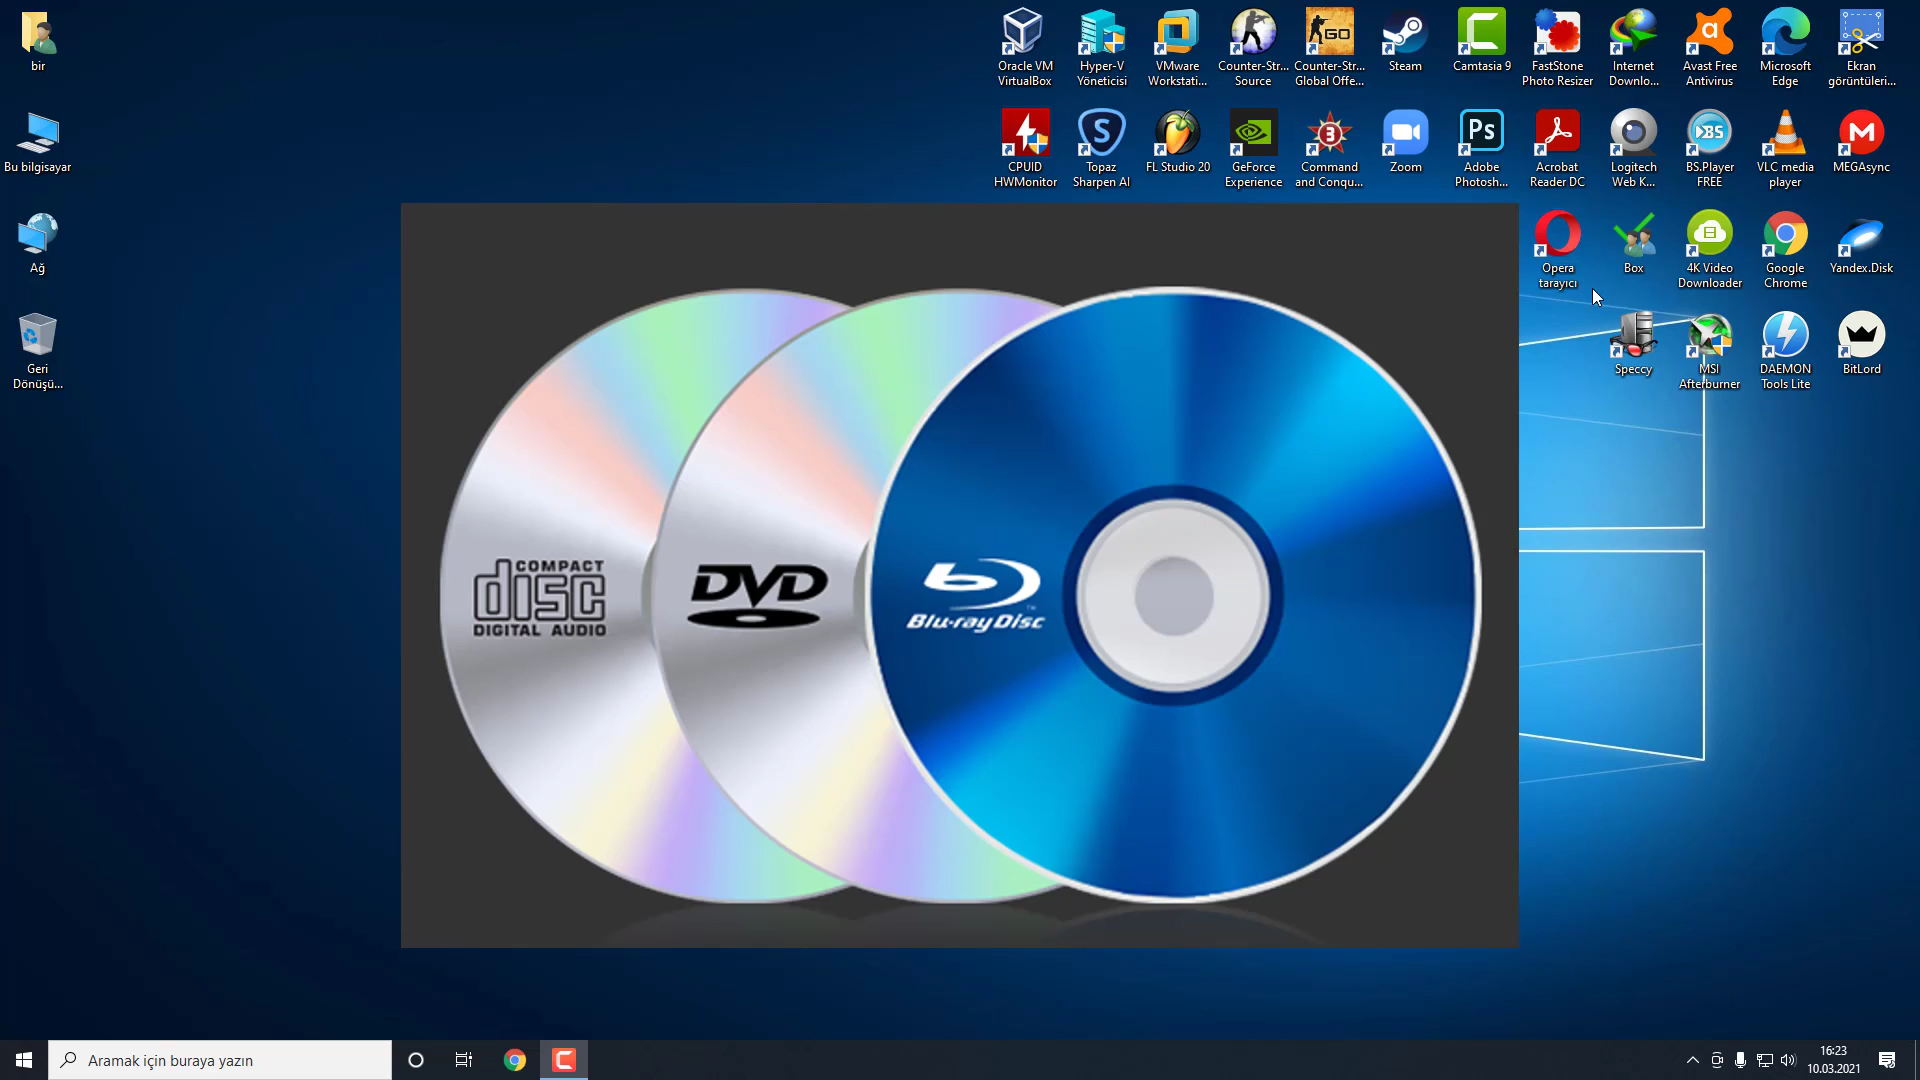 bir
Bu bilgisayar
Ağ
Geri
Dönüşü...
Oracle VM
VirtualBox
Hyper-V
Yöneticisi
VMware
Workstati...
Counter-Str...
Source
Counter-Str...
Global Offe...
Steam
Camtasia 9
FastStone
Photo Resizer
Internet
Downlo...
Avast Free
Antivirus
Microsoft
Edge
Ekran
görüntüleri...
CPUID
HWMonitor
Topaz
Sharpen AI
FL Studio 20
GeForce
Experience
Command
and Conqu...
Zoom
Adobe
Photosh...
Acrobat
Reader DC
Logitech
Web K...
BS.Player
FREE
VLC media
player
MEGAsync
Opera
tarayıcı
Box
4K Video
Downloader
Google
Chrome
Yandex.Disk
Speccy
MSI
Afterburner
DAEMON
Tools Lite
BitLord
GO
S
3
Ps
BS
M
COMPACT
disc
DIGITAL AUDIO
DVD
Blu-ray Disc
TM
Aramak için buraya yazın
16:23
10.03.2021